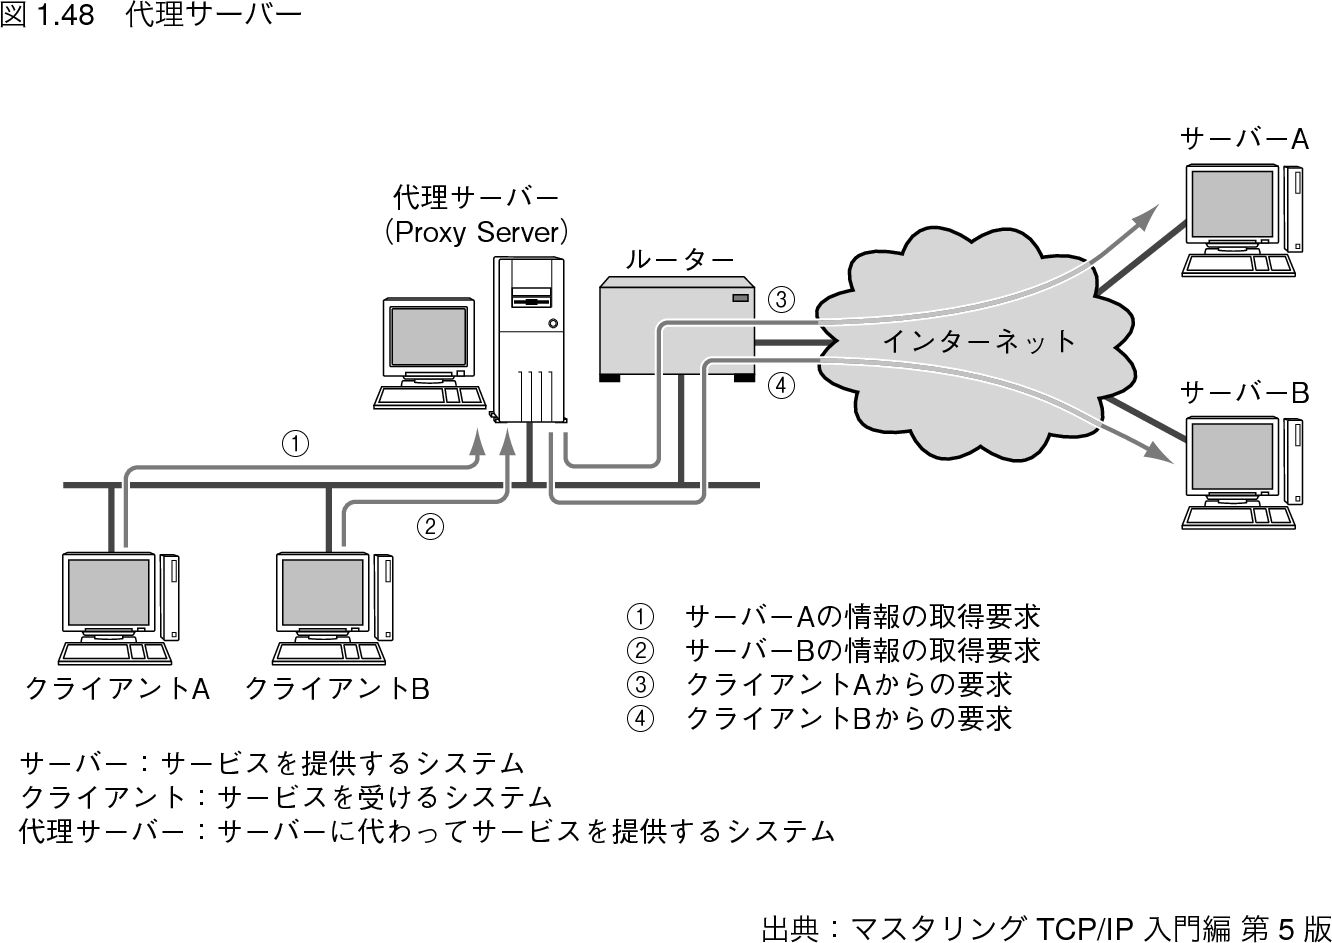 図 1.48　代理サーバー
サーバーA
代理サーバー
（Proxy Server）
ルーター
③
インターネット
④
サーバーB
①
②
① サーバーAの情報の取得要求
② サーバーBの情報の取得要求
③ クライアントAからの要求
④ クライアントBからの要求
クライアントA
クライアントB
サーバー：サービスを提供するシステム
クライアント：サービスを受けるシステム
代理サーバー：サーバーに代わってサービスを提供するシステム
出典：マスタリング TCP/IP 入門編 第 5 版